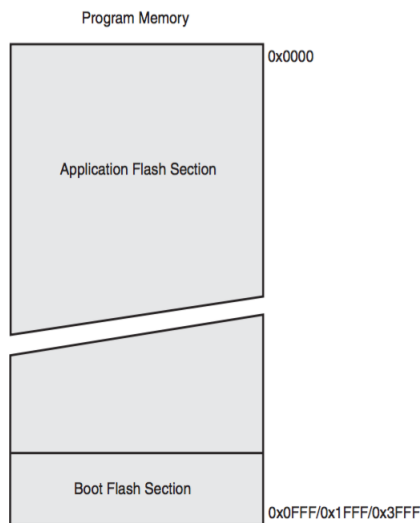 Program Memory
0x0000
Application Flash Section
Boot Flash Section
0x0FFF/0x1FFF/0x3FFF